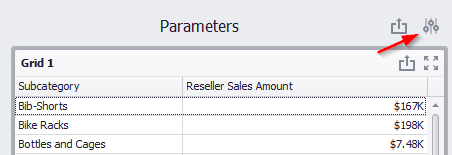 Parameters
Grid 1
Subcategory Reseller Sales Amount
Bib-Shorts $167K
Bike Racks $198K
Bottles and Cages $7.48K